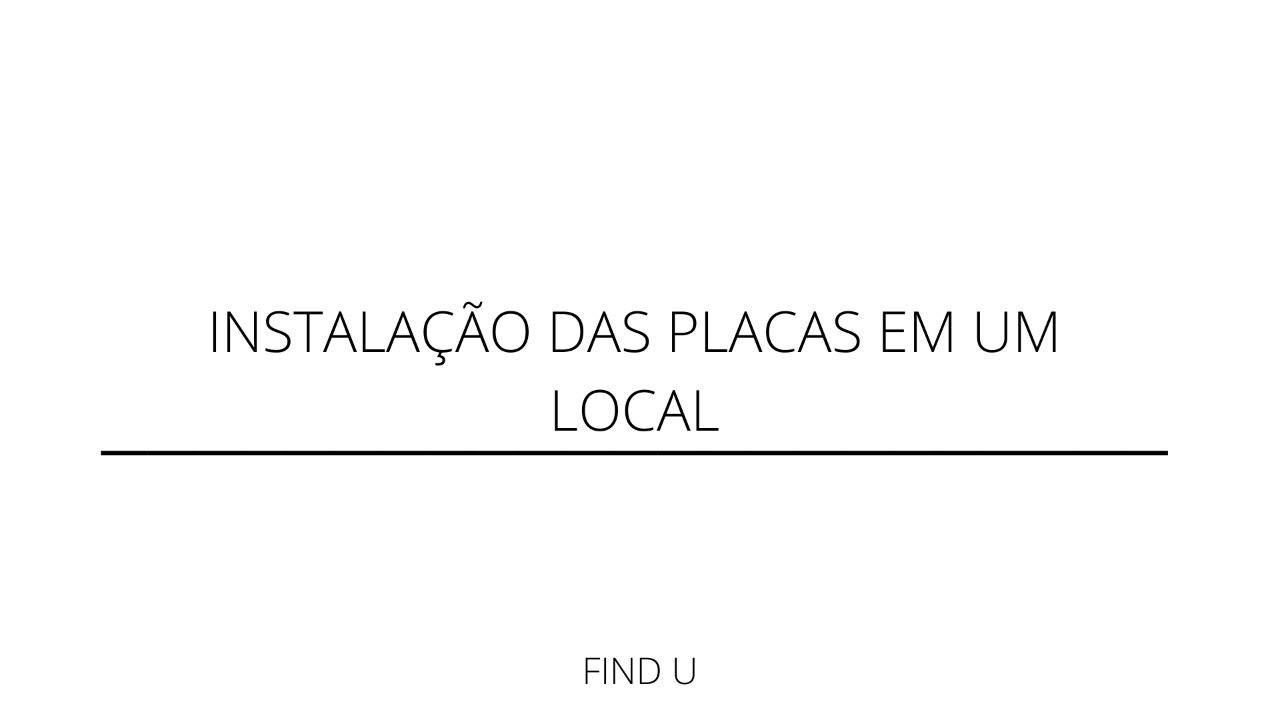 INSTALAÇÃO DAS PLACAS EM UM
LOCAL
FIND U